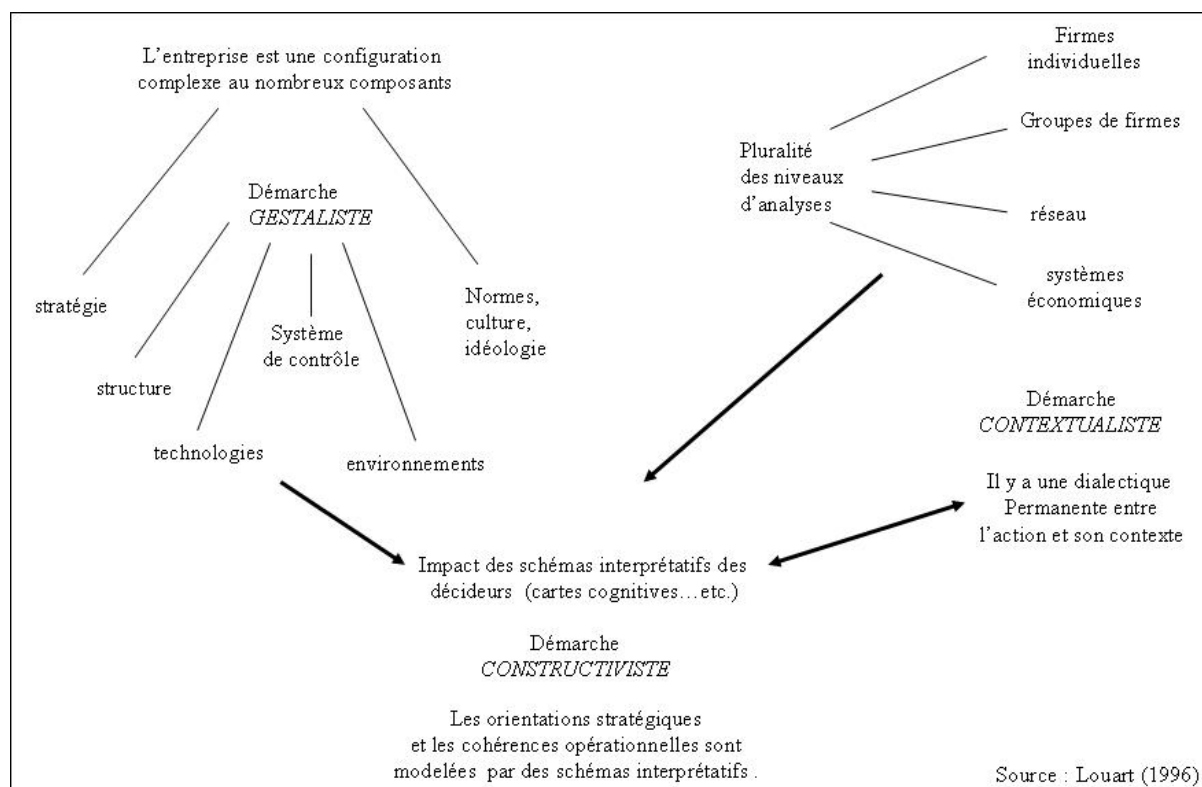 L'entreprise est une configuration
complexe au nombreux composants
Démarche
GESTALISTE
stratégie
structure
technologies
Système
de contrôle
environnements
Normes,
culture,
idéologie
Pluralité
des niveaux
d'analyses
Firmes
individuelles
Groupes de firmes
réseau
systèmes
économiques
Démarche
CONTEXTUALISTE
Il y a une dialectique
Permanente entre
l'action et son contexte
Impact des schémas interprétatifs des
décideurs (cartes cognitives…etc.)
Démarche
CONSTRUCTIVISTE
Les orientations stratégiques
et les cohérences opérationnelles sont
modelées par des schémas interprétatifs .
Source : Louart (1996)